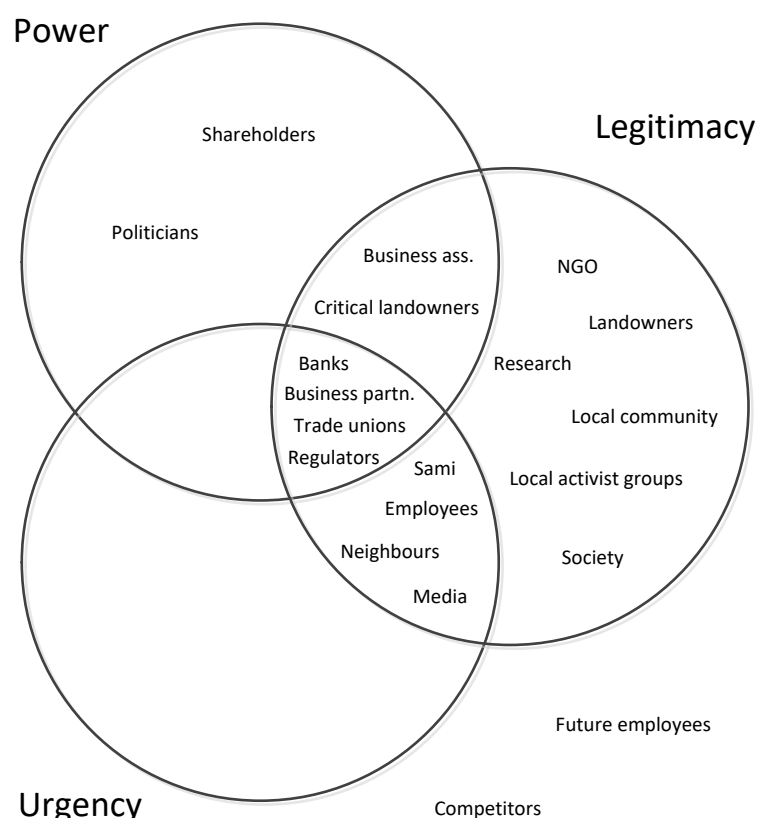 Power
Shareholders
Legitimacy
Politicians
Business ass.
NGO
Critical landowners
Landowners
Banks
Research
Business partn.
Local community
Trade unions
Regulators
Sami
Local activist groups
Employees
Neighbours
Society
Media
Future employees
Urgency
Competitors